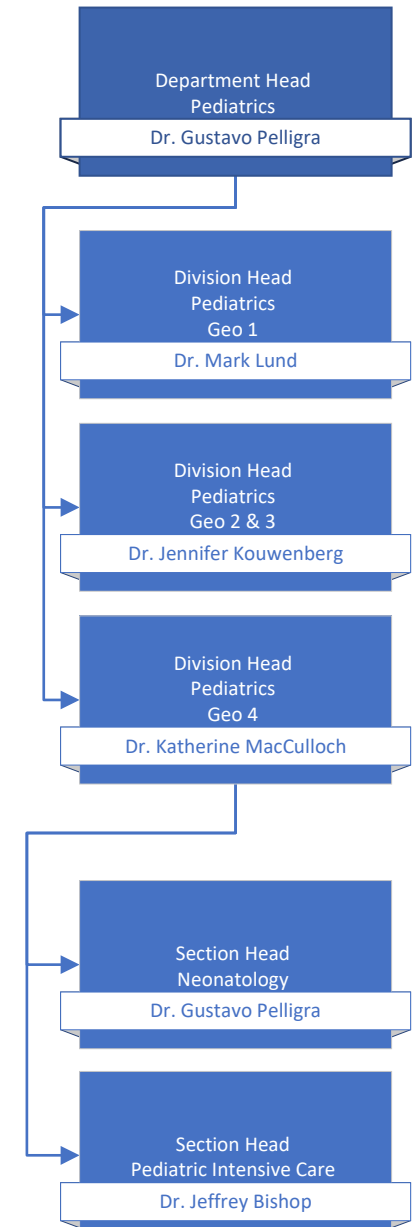 Department Head
Pediatrics
Dr. Gustavo Pelligra
Division Head
Pediatrics
Geo 1
Dr. Mark Lund
Division Head
Pediatrics
Geo 2 & 3
Dr. Jennifer Kouwenberg
Division Head
Pediatrics
Geo 4
Dr. Katherine MacCulloch
Section Head
Neonatology
Dr. Gustavo Pelligra
Section Head
Pediatric Intensive Care
Dr. Jeffrey Bishop